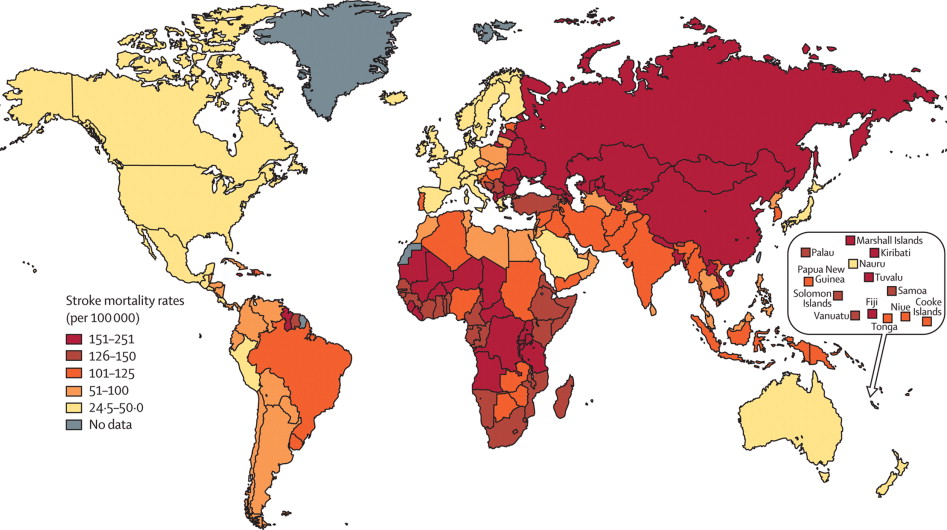 Stroke mortality rates
(per 100 000)
151–251
126–150
101–125
51–100
24·5–50·0
No data
Marshall Islands
Palau
Kiribati
Nauru
Papua New
Guinea
Tuvalu
Solomon
Islands
Samoa
Fiji
Niue
Cooke
Islands
Vanuatu
Tonga